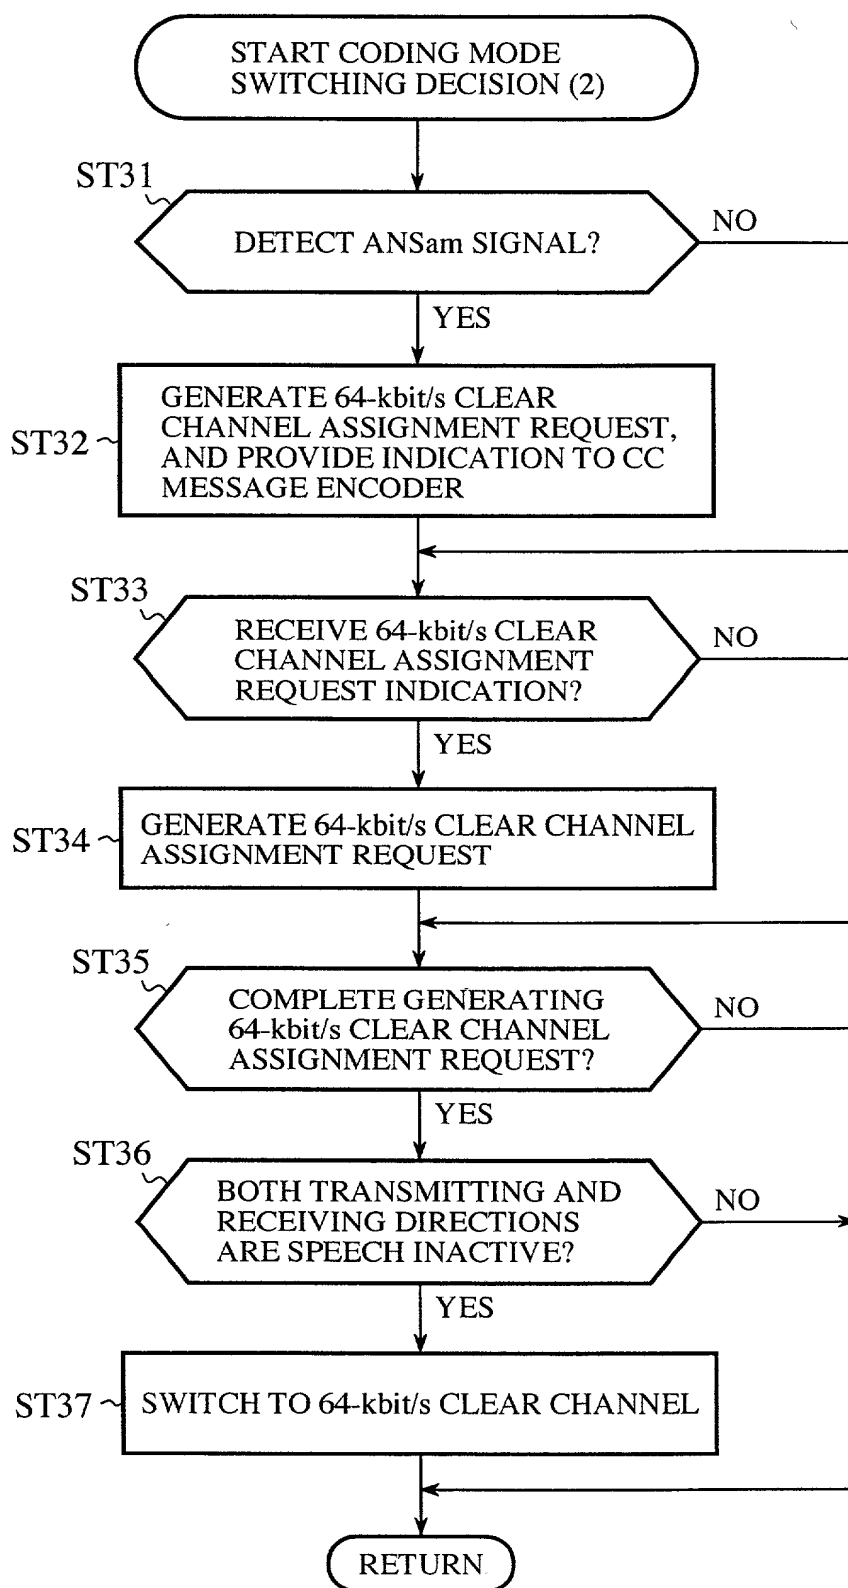 START CODING MODE
SWITCHING DECISION (2)
ST31
DETECT ANSam SIGNAL?
NO
YES
ST32
GENERATE 64-kbit/s CLEAR
CHANNEL ASSIGNMENT REQUEST,
AND PROVIDE INDICATION TO CC
MESSAGE ENCODER
ST33
RECEIVE 64-kbit/s CLEAR
CHANNEL ASSIGNMENT
REQUEST INDICATION?
NO
YES
ST34
GENERATE 64-kbit/s CLEAR CHANNEL
ASSIGNMENT REQUEST
ST35
COMPLETE GENERATING
64-kbit/s CLEAR CHANNEL
ASSIGNMENT REQUEST?
NO
YES
ST36
BOTH TRANSMITTING AND
RECEIVING DIRECTIONS
ARE SPEECH INACTIVE?
NO
YES
ST37
SWITCH TO 64-kbit/s CLEAR CHANNEL
RETURN